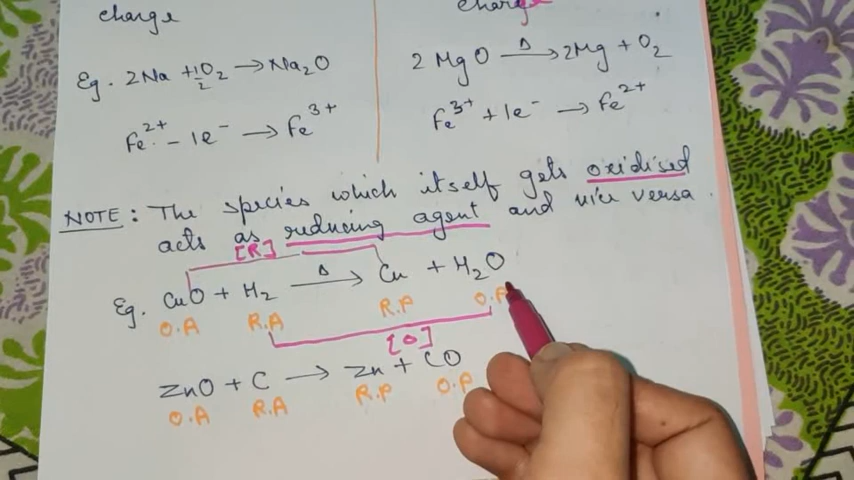 charge
charge
Eg. 2Na + 1/2 O₂ → Na₂O
2 MgO —Δ→ 2Mg + O₂
Fe²⁺ - 1e⁻ → Fe³⁺
Fe³⁺ + 1e⁻ → Fe²⁺
NOTE : The species which itself gets oxidised
acts as reducing agent and vice versa.
[R]
Eg. CuO + H₂ —Δ→ Cu + H₂O
O.A R.A R.P O.P
[O]
ZnO + C → Zn + CO
O.A R.A R.P O.P